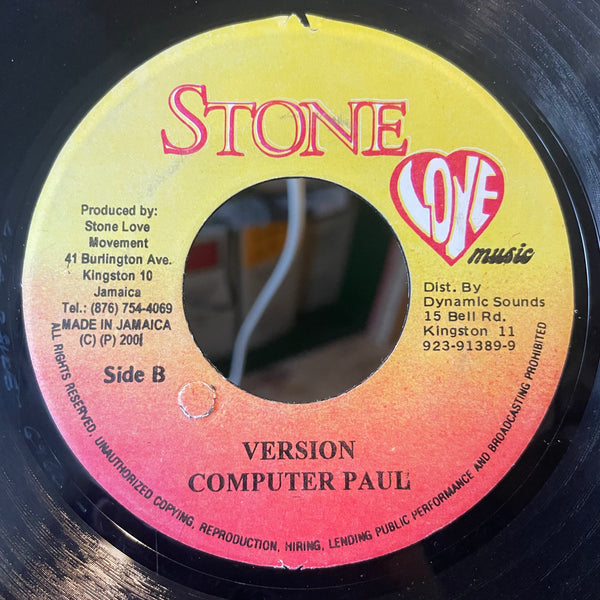 STONE
LOVE
music
Produced by:
Stone Love
Movement
41 Burlington Ave.
Kingston 10
Jamaica
Tel.: (876) 754-4069
MADE IN JAMAICA
(C) (P) 2001
Side B
Dist. By
Dynamic Sounds
15 Bell Rd.
Kingston 11
923-91389-9
VERSION
COMPUTER PAUL
ALL RIGHTS RESERVED, UNAUTHORIZED COPYING, REPRODUCTION, HIRING, LENDING PUBLIC PERFORMANCE AND BROADCASTING PROHIBITED